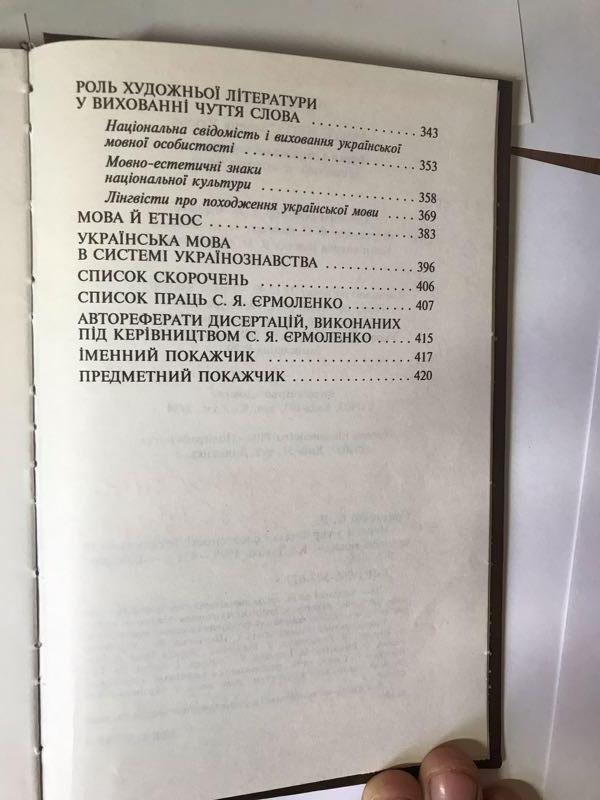 РОЛЬ ХУДОЖНЬОЇ ЛІТЕРАТУРИ
У ВИХОВАННІ ЧУТТЯ СЛОВА . . . . . . . . . . 343
Національна свідомість і виховання української
мовної особистості . . . . . . . . . . . . . . . 353
Мовно-естетичні знаки
національної культури . . . . . . . . . . . . . . 358
Лінгвісти про походження української мови . . . 369
МОВА Й ЕТНОС . . . . . . . . . . . . . . . . . . . 383
УКРАЇНСЬКА МОВА
В СИСТЕМІ УКРАЇНОЗНАВСТВА . . . . . . . . . . 396
СПИСОК СКОРОЧЕНЬ . . . . . . . . . . . . . . . . 406
СПИСОК ПРАЦЬ С. Я. ЄРМОЛЕНКО . . . . . . . . 407
АВТОРЕФЕРАТИ ДИСЕРТАЦІЙ, ВИКОНАНИХ
ПІД КЕРІВНИЦТВОМ С. Я. ЄРМОЛЕНКО . . . . . 415
ІМЕННИЙ ПОКАЖЧИК . . . . . . . . . . . . . . . 417
ПРЕДМЕТНИЙ ПОКАЖЧИК . . . . . . . . . . . . . 420